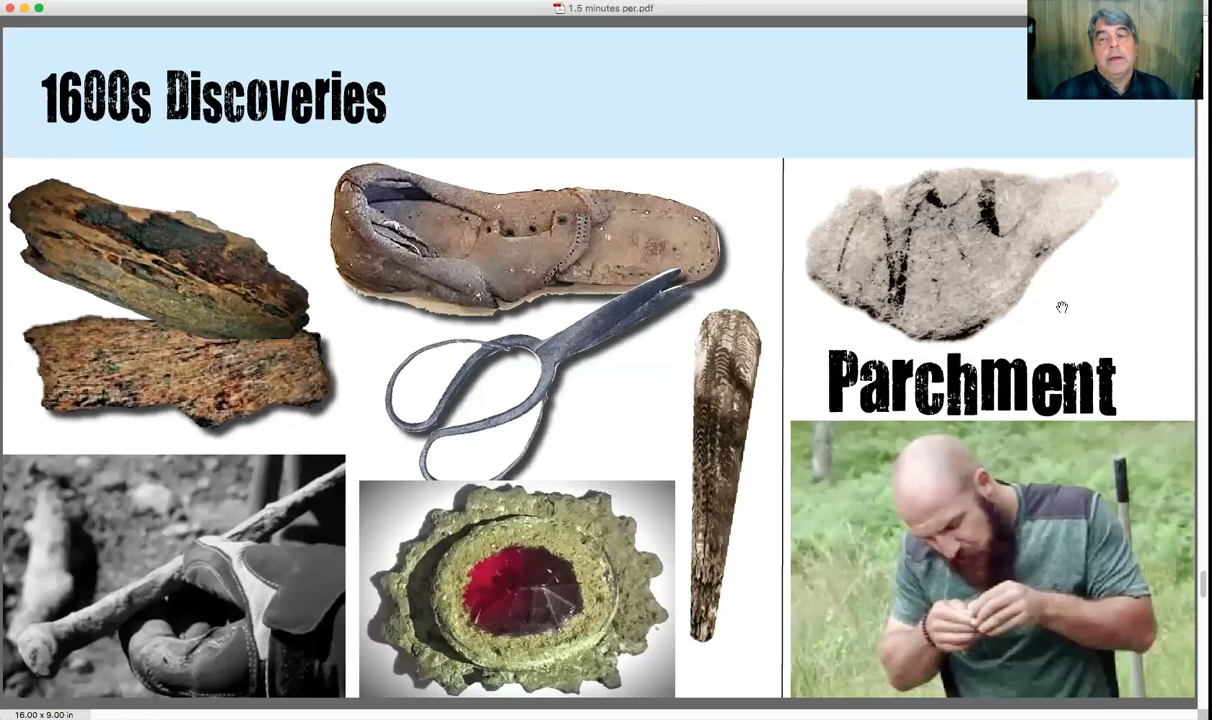 1.5 minutes per.pdf
1600s Discoveries
Parchment
16.00 x 9.00 in